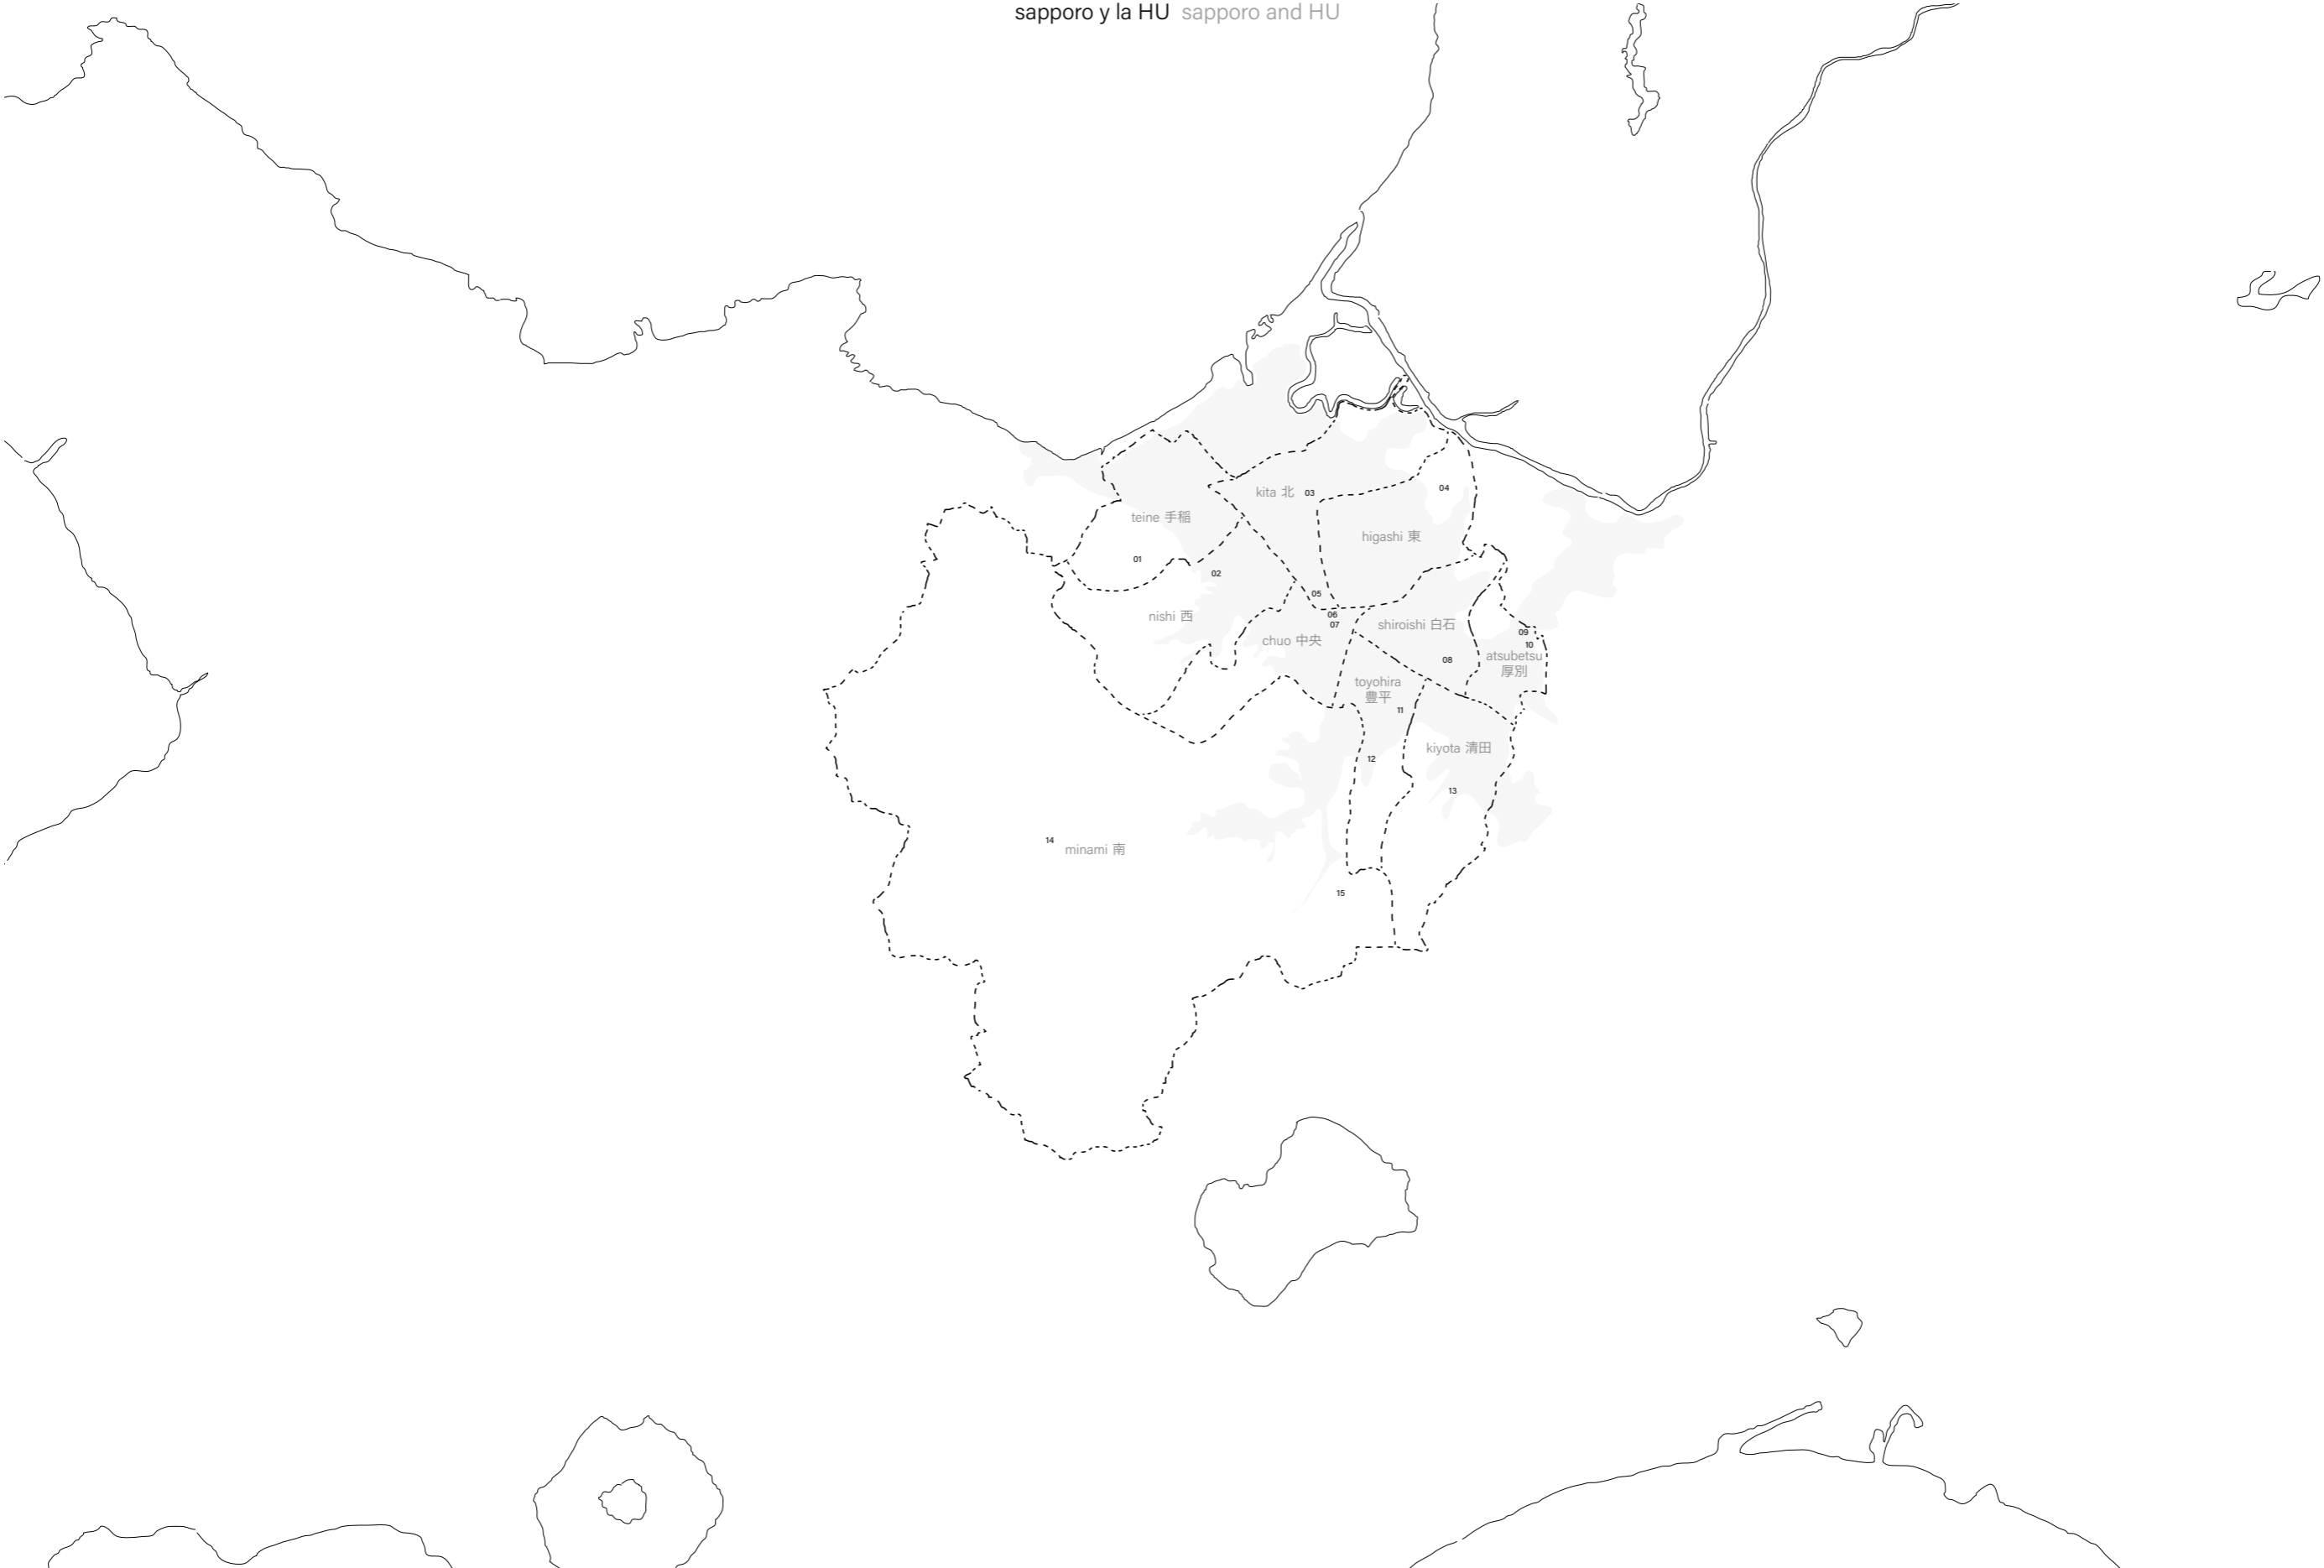 sapporo y la HU sapporo and HU
kita 北 03
04
teine 手稲
higashi 東
01
02
05
nishi 西
06
07
shiroishi 白石
chuo 中央
09
10
08
atsubetsu
厚別
toyohira
豊平
11
kiyota 清田
12
13
14
minami 南
15